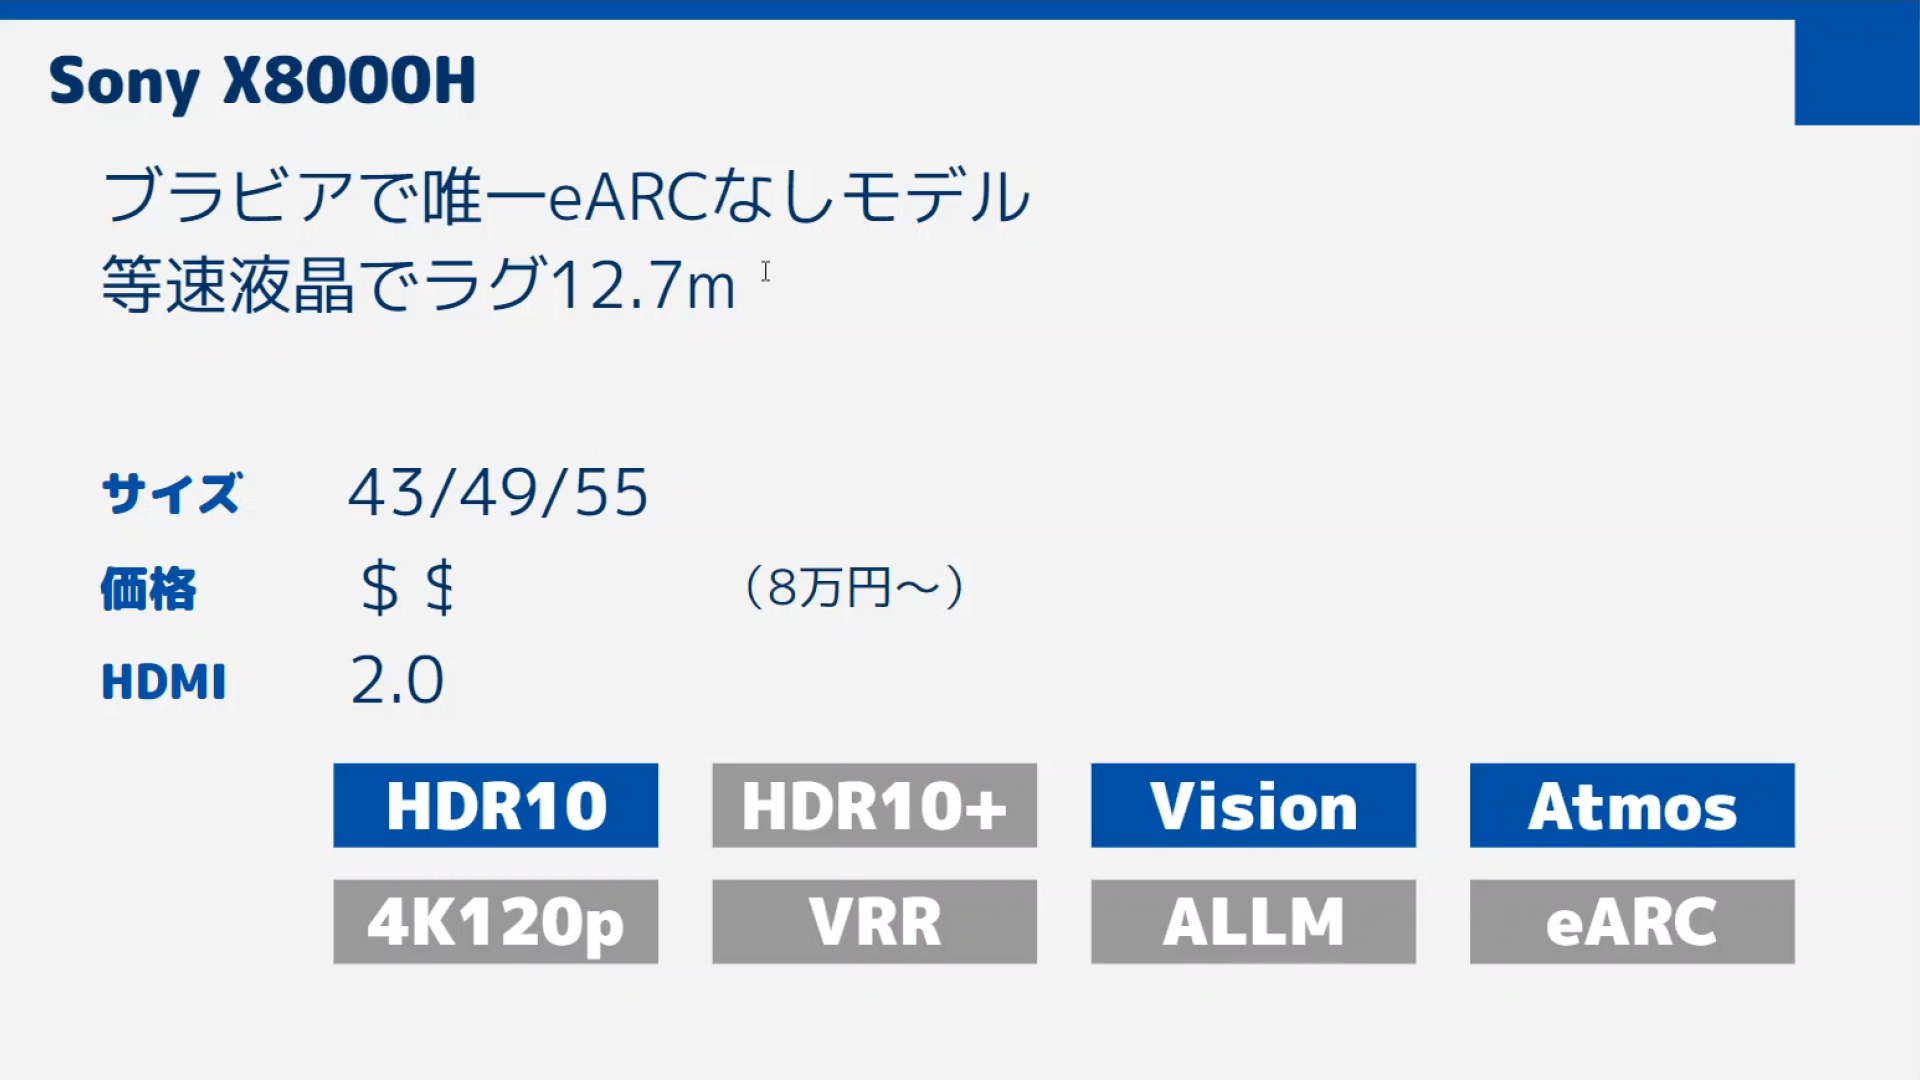 Sony X8000H
ブラビアで唯一eARCなしモデル
等速液晶でラグ12.7m
サイズ 43/49/55
価格 $ $ (8万円～)
HDMI 2.0
HDR10 HDR10+ Vision Atmos
4K120p VRR ALLM eARC